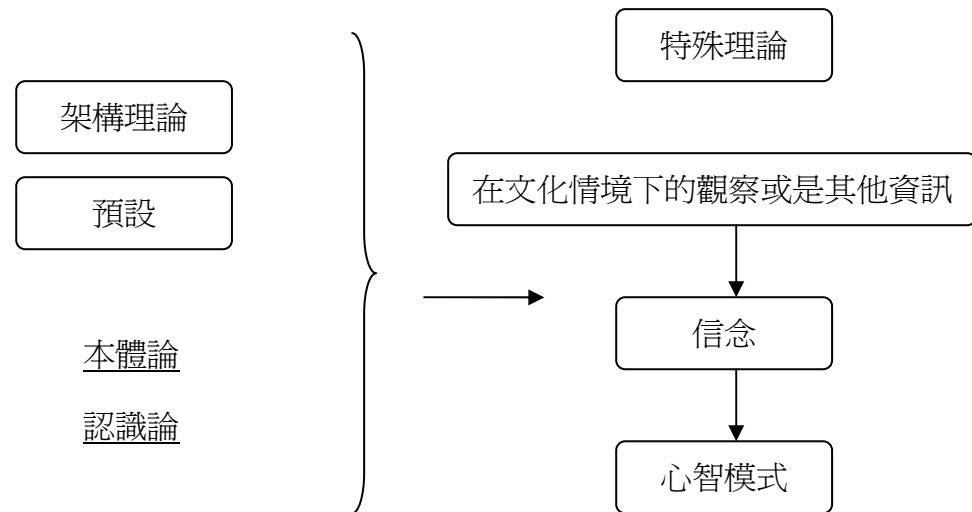 架構理論
預設
本體論
認識論
特殊理論
在文化情境下的觀察或是其他資訊
信念
心智模式